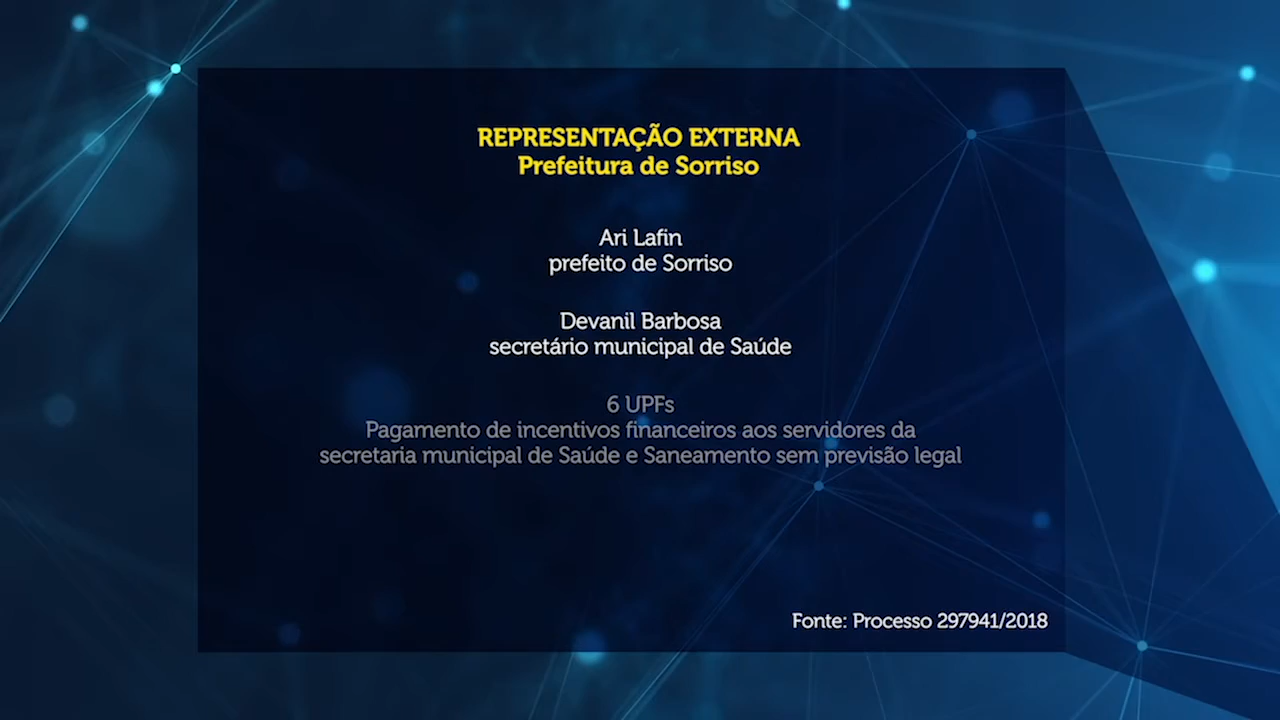 REPRESENTAÇÃO EXTERNA
Prefeitura de Sorriso
Ari Lafin
prefeito de Sorriso
Devanil Barbosa
secretário municipal de Saúde
6 UPFs
Pagamento de incentivos financeiros aos servidores da
secretaria municipal de Saúde e Saneamento sem previsão legal
Fonte: Processo 297941/2018